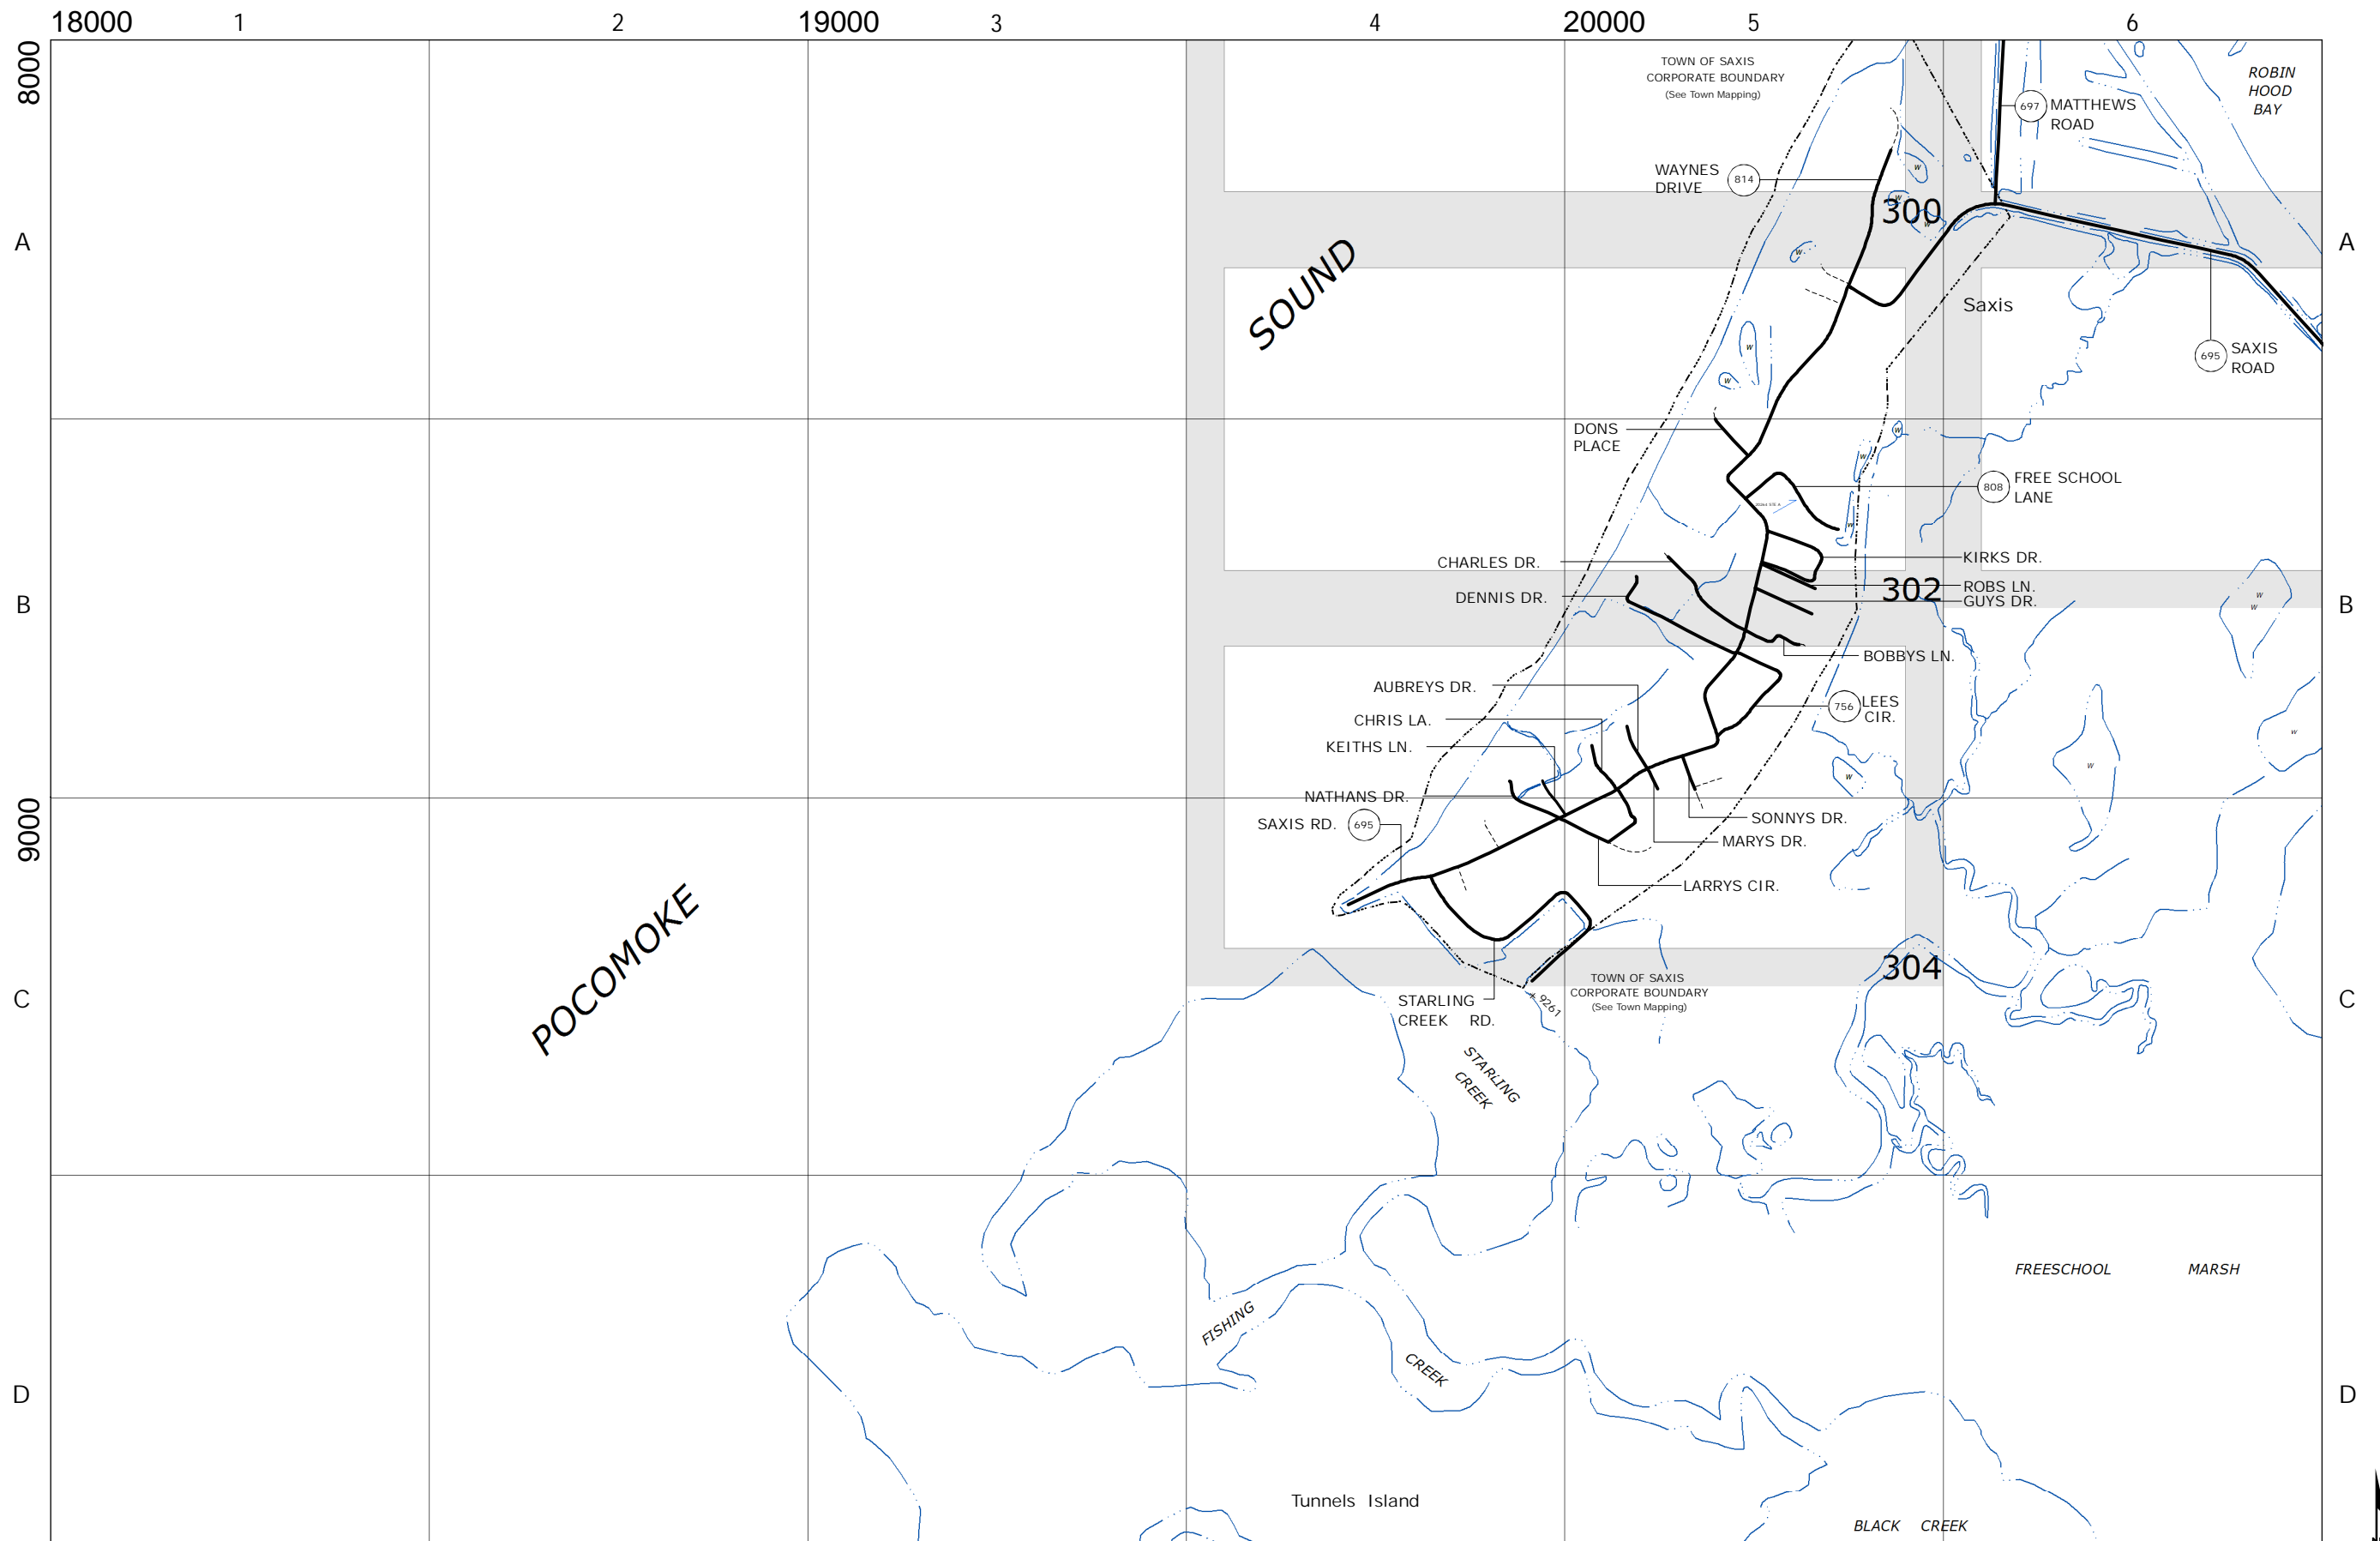 18000 1 2 19000 3 4 20000 5 6
8000
TOWN OF SAXIS
CORPORATE BOUNDARY
(See Town Mapping)
ROBIN
HOOD
BAY
697 MATTHEWS
ROAD
WAYNES
DRIVE 814
W
W
300
W
A
A
SOUND
W
Saxis
W
W
695 SAXIS
ROAD
DONS
PLACE
W
W
808 FREE SCHOOL
LANE
W
CHARLES DR.
KIRKS DR.
302
ROBS LN.
DENNIS DR.
GUYS DR.
W
W
B
B
BOBBYS LN.
AUBREYS DR.
756 LEES
CIR.
CHRIS LA.
KEITHS LN.
W
W
W
NATHANS DR.
9000
SAXIS RD. 695
SONNYS DR.
MARYS DR.
LARRYS CIR.
POCOMOKE
304
TOWN OF SAXIS
CORPORATE BOUNDARY
(See Town Mapping)
C
C
STARLING
CREEK RD.
9261
STARLING
CREEK
FREESCHOOL MARSH
FISHING
CREEK
D
D
Tunnels Island
BLACK CREEK